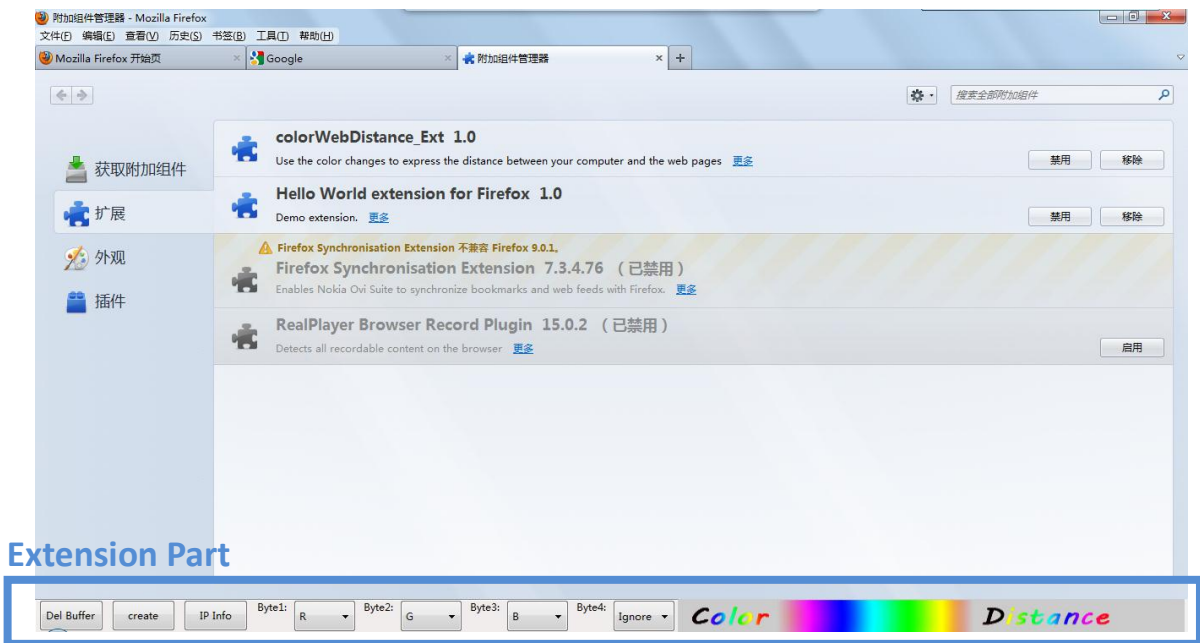 附加组件管理器 - Mozilla Firefox
文件(F) 编辑(E) 查看(V) 历史(S) 书签(B) 工具(T) 帮助(H)
Mozilla Firefox 开始页 × Google × 附加组件管理器 × +
搜索全部附加组件
colorWebDistance_Ext 1.0
Use the color changes to express the distance between your computer and the web pages 更多
禁用 移除
获取附加组件
Hello World extension for Firefox 1.0
Demo extension. 更多
禁用 移除
扩展
Firefox Synchronisation Extension 不兼容 Firefox 9.0.1。
Firefox Synchronisation Extension 7.3.4.76 (已禁用)
Enables Nokia Ovi Suite to synchronize bookmarks and web feeds with Firefox. 更多
外观
插件
RealPlayer Browser Record Plugin 15.0.2 (已禁用)
Detects all recordable content on the browser 更多
启用
Extension Part
Del Buffer create IP Info Byte1: R Byte2: G Byte3: B Byte4: Ignore Color Distance